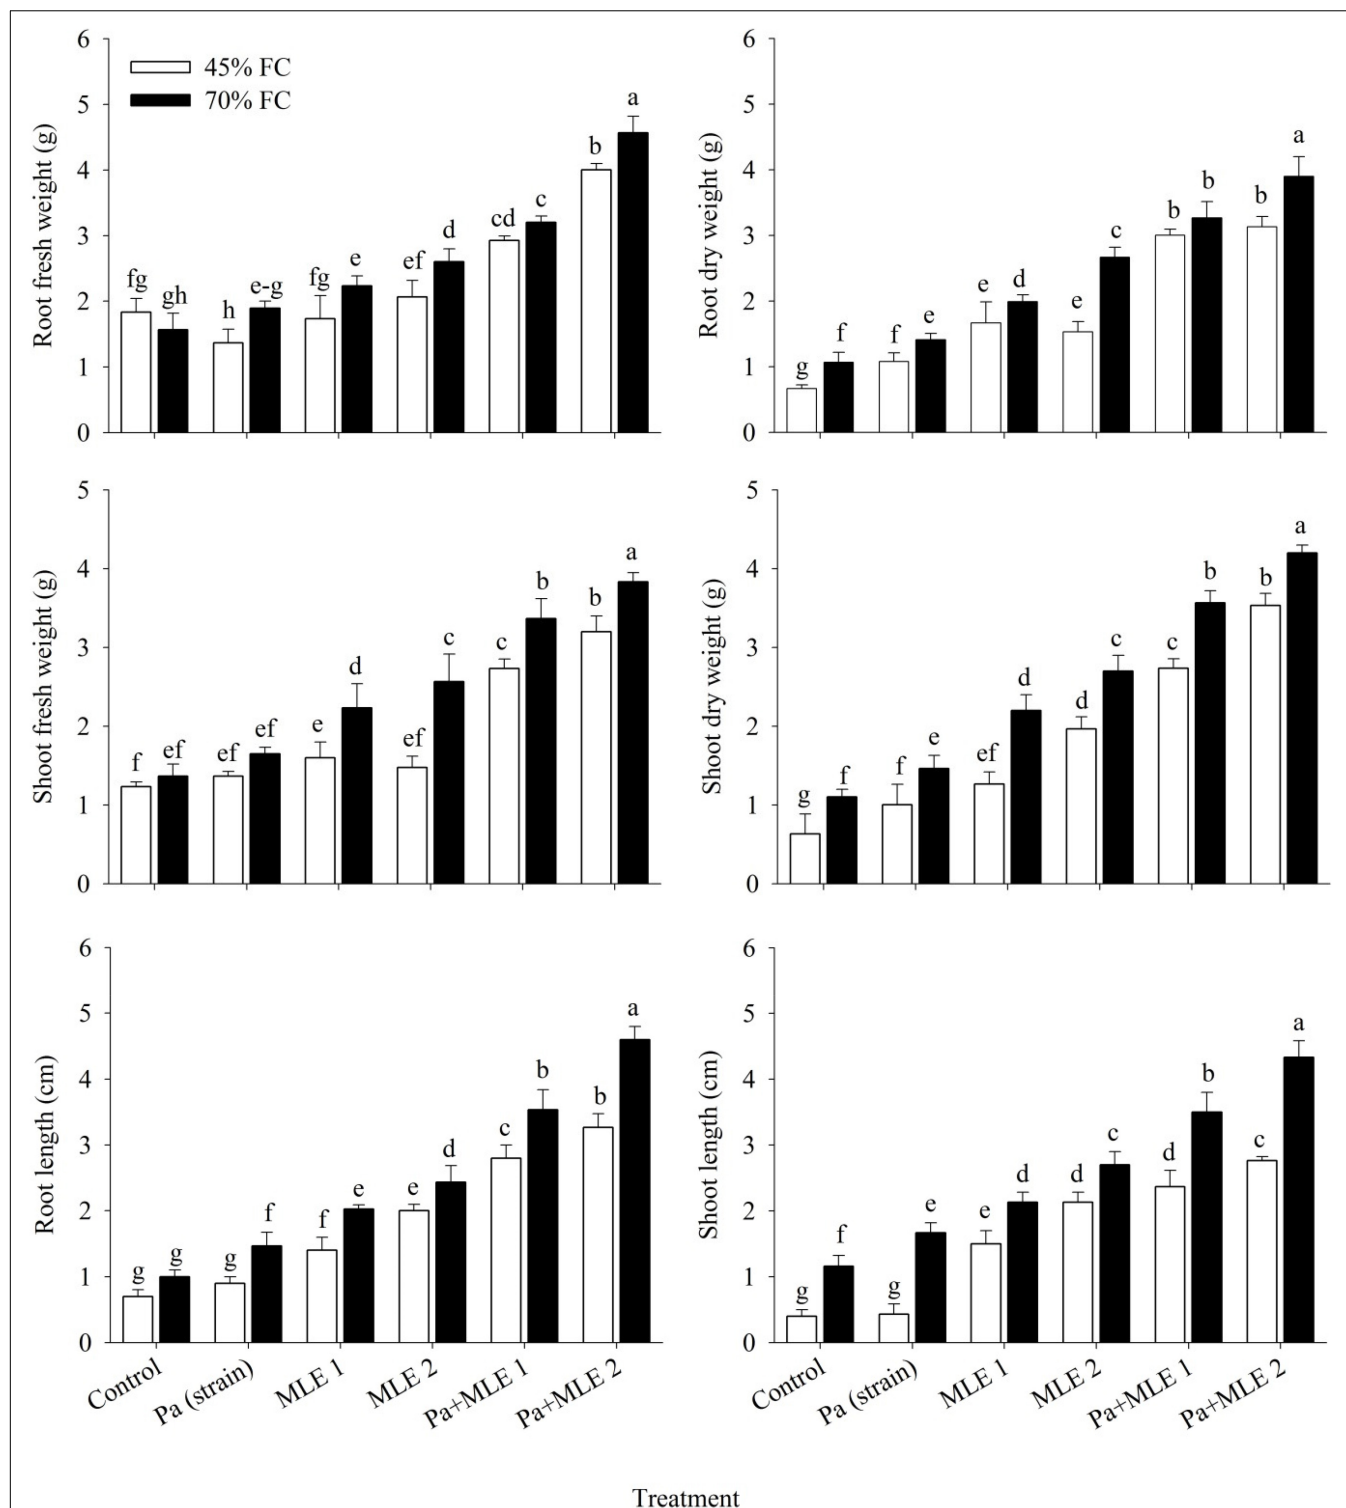 6
5
4
3
2
1
0
Root fresh weight (g)
45% FC
70% FC
fg
gh
h
e-g
fg
e
ef
d
cd
c
b
a
6
5
4
3
2
1
0
Root dry weight (g)
g
f
f
e
e
d
e
c
b
b
b
a
5
4
3
2
1
0
Shoot fresh weight (g)
f
ef
ef
ef
e
d
ef
c
c
b
b
a
5
4
3
2
1
0
Shoot dry weight (g)
g
f
f
e
ef
d
d
c
c
b
b
a
6
5
4
3
2
1
0
Root length (cm)
g
g
g
f
f
e
e
d
c
b
b
a
Control
Pa (strain)
MLE 1
MLE 2
Pa+MLE 1
Pa+MLE 2
6
5
4
3
2
1
0
Shoot length (cm)
g
f
g
e
e
d
d
c
d
b
c
a
Control
Pa (strain)
MLE 1
MLE 2
Pa+MLE 1
Pa+MLE 2
Treatment